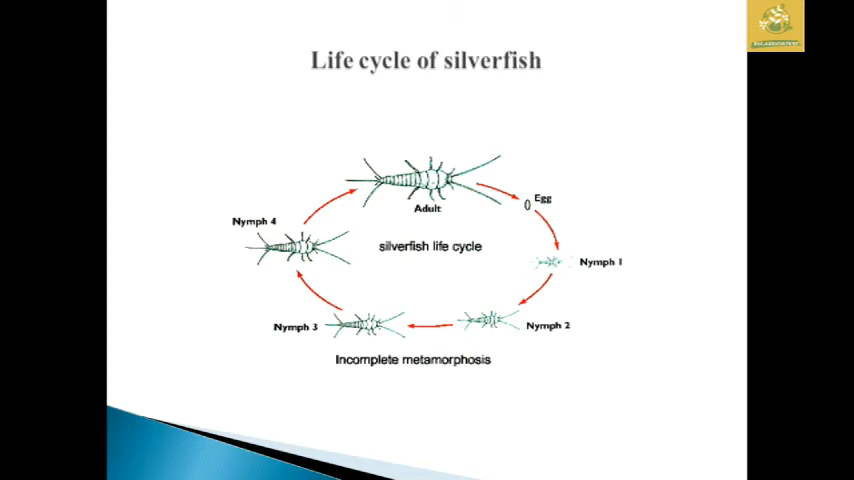 Life cycle of silverfish
Adult
Egg
Nymph 4
silverfish life cycle
Nymph 1
Nymph 3
Nymph 2
Incomplete metamorphosis